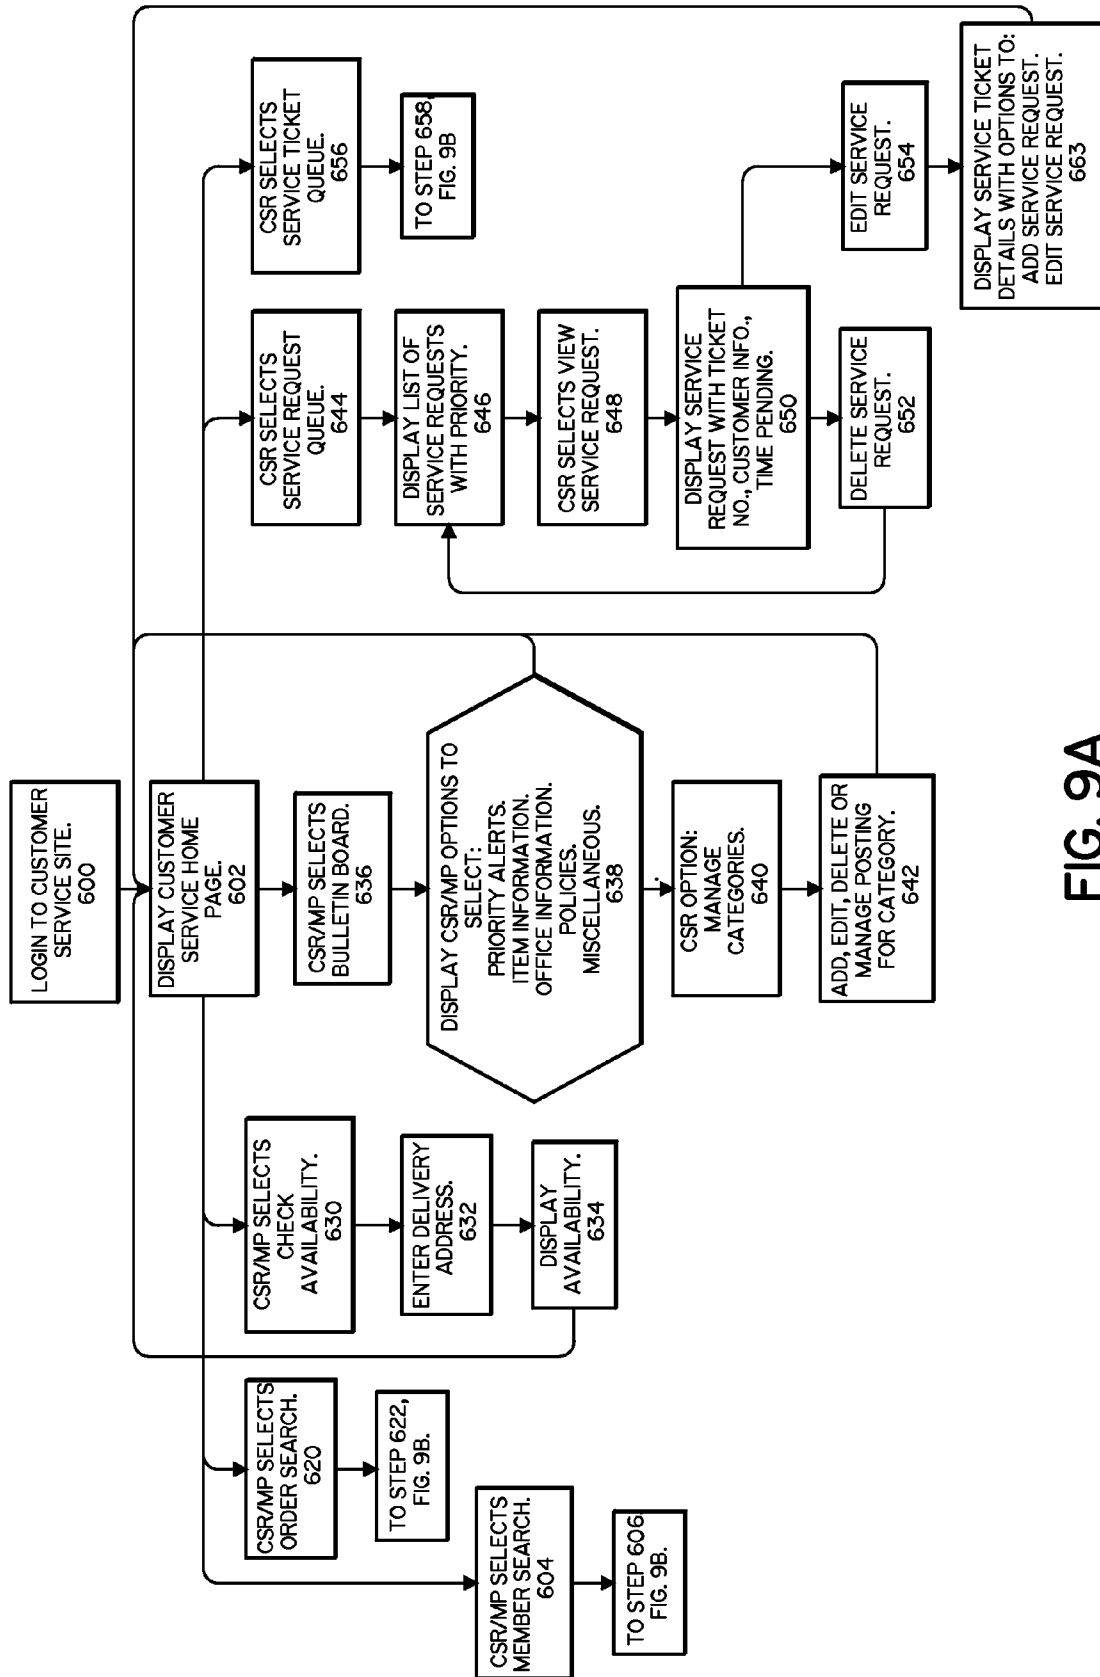 LOGIN TO CUSTOMER
SERVICE SITE.
600
DISPLAY CUSTOMER
SERVICE HOME
PAGE.
602
CSR/MP SELECTS
MEMBER SEARCH.
604
TO STEP 606,
FIG. 9B.
CSR/MP SELECTS
ORDER SEARCH.
620
TO STEP 622,
FIG. 9B.
CSR/MP SELECTS
CHECK
AVAILABILITY.
630
ENTER DELIVERY
ADDRESS.
632
DISPLAY
AVAILABILITY.
634
CSR/MP SELECTS
BULLETIN BOARD.
636
DISPLAY CSR/MP OPTIONS TO
SELECT:
PRIORITY ALERTS.
ITEM INFORMATION.
OFFICE INFORMATION.
POLICIES.
MISCELLANEOUS.
638
CSR OPTION:
MANAGE
CATEGORIES.
640
ADD, EDIT, DELETE OR
MANAGE POSTING
FOR CATEGORY.
642
CSR SELECTS
SERVICE REQUEST
QUEUE.
644
DISPLAY LIST OF
SERVICE REQUESTS
WITH PRIORITY.
646
CSR SELECTS VIEW
SERVICE REQUEST.
648
DISPLAY SERVICE
REQUEST WITH TICKET
NO., CUSTOMER INFO.,
TIME PENDING.
650
DELETE SERVICE
REQUEST.
652
EDIT SERVICE
REQUEST.
654
DISPLAY SERVICE TICKET
DETAILS WITH OPTIONS TO:
ADD SERVICE REQUEST.
EDIT SERVICE REQUEST.
663
CSR SELECTS
SERVICE TICKET
QUEUE.
656
TO STEP 658,
FIG. 9B
FIG. 9A